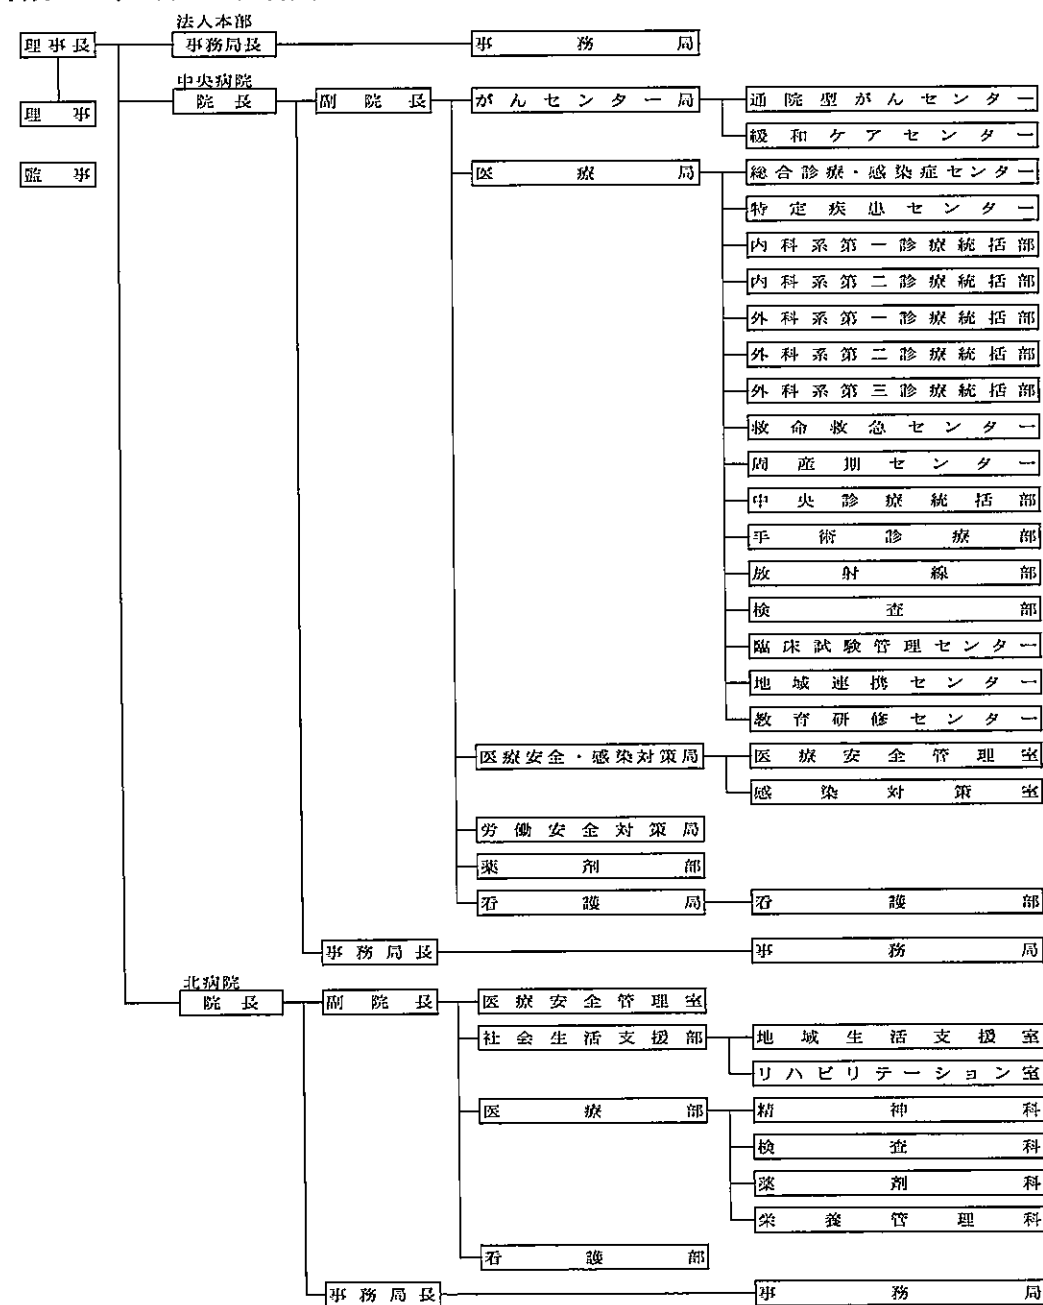 法人本部
理事長 事務局長 事務局
中央病院
院長 副院長 がんセンター局 通院型がんセンター
理事
緩和ケアセンター
監事 医療局 総合診療・感染症センター
特定疾患センター
内科系第一診療統括部
内科系第二診療統括部
外科系第一診療統括部
外科系第二診療統括部
外科系第三診療統括部
救命救急センター
周産期センター
中央診療統括部
手術診療部
放射線部
検査部
臨床試験管理センター
地域連携センター
教育研修センター
医療安全・感染対策局 医療安全管理室
感染対策室
労働安全対策局
薬剤部
看護局 看護部
事務局長 事務局
北病院
院長 副院長 医療安全管理室
社会生活支援部 地域生活支援室
リハビリテーション室
医療部 精神科
検査科
薬剤科
栄養管理科
看護部
事務局長 事務局